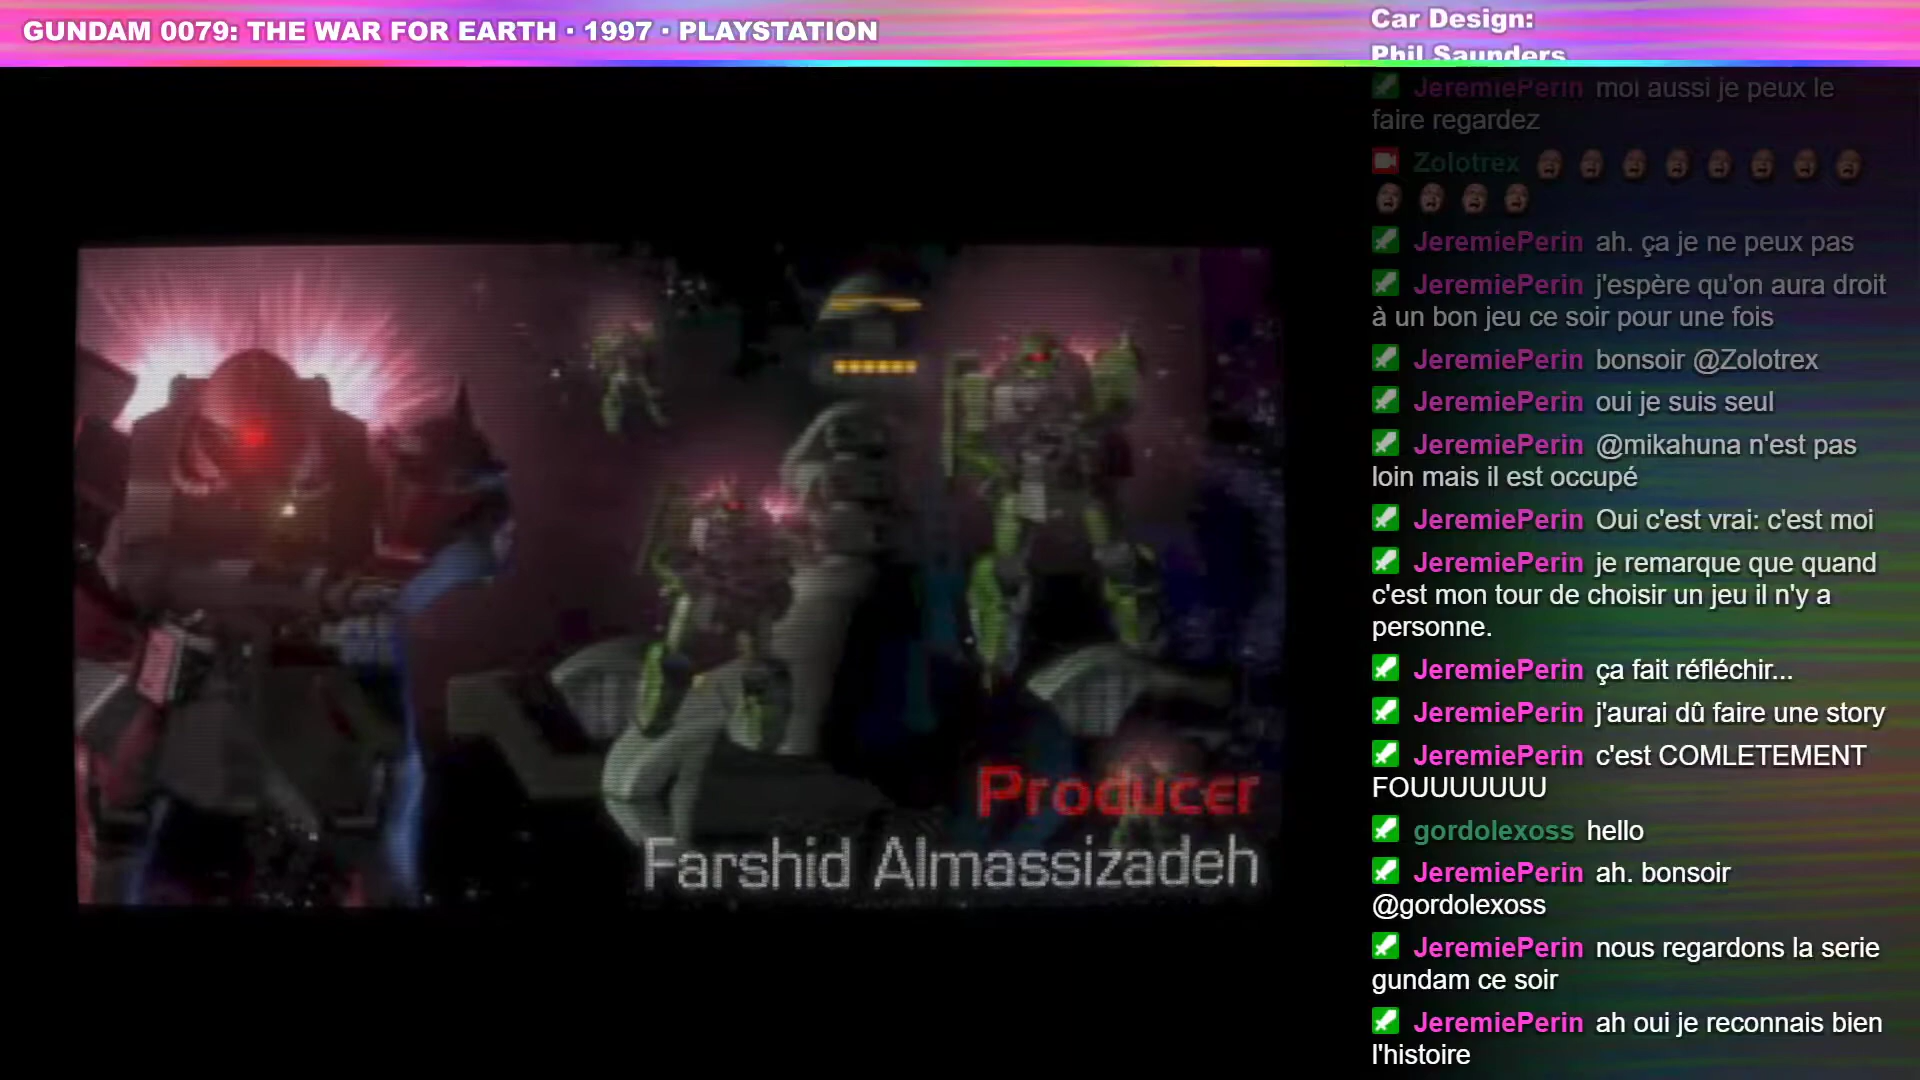 GUNDAM 0079: THE WAR FOR EARTH · 1997 · PLAYSTATION
Car Design:
Phil Saunders
JeremiePerin moi aussi je peux le
faire regardez
Zolotrex
JeremiePerin ah. ça je ne peux pas
JeremiePerin j'espère qu'on aura droit
à un bon jeu ce soir pour une fois
JeremiePerin bonsoir @Zolotrex
JeremiePerin oui je suis seul
JeremiePerin @mikahuna n'est pas
loin mais il est occupé
JeremiePerin Oui c'est vrai: c'est moi
JeremiePerin je remarque que quand
c'est mon tour de choisir un jeu il n'y a
personne.
JeremiePerin ça fait réfléchir...
JeremiePerin j'aurai dû faire une story
JeremiePerin c'est COMLETEMENT
FOUUUUUUU
gordolexoss hello
JeremiePerin ah. bonsoir
@gordolexoss
JeremiePerin nous regardons la serie
gundam ce soir
JeremiePerin ah oui je reconnais bien
l'histoire
Producer
Farshid Almassizadeh